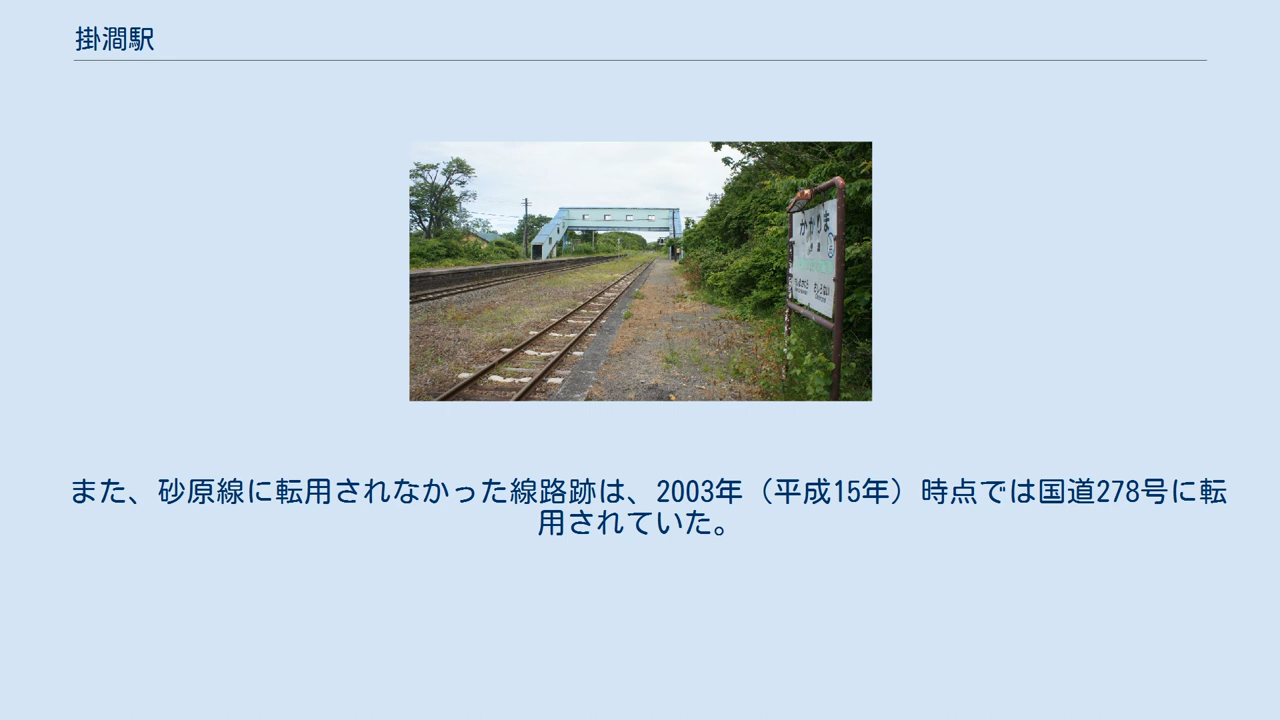 掛澗駅
かかりま
また、砂原線に転用されなかった線路跡は、2003年（平成15年）時点では国道278号に転
用されていた。